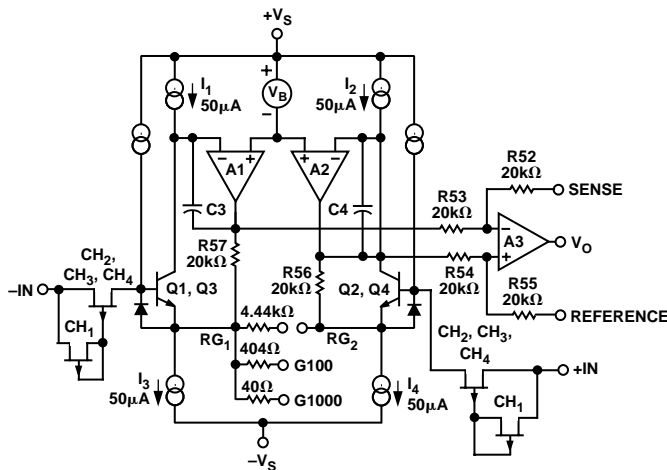 +VS
I1
50µA
+
VB
−
I2
50µA
− +
A1
+ −
A2
C3
C4
R57
20kΩ
R56
20kΩ
R53
20kΩ
R52
20kΩ
SENSE
−
A3
+
VO
R54
20kΩ
R55
20kΩ
REFERENCE
CH2,
CH3, CH4
−IN
CH1
Q1, Q3
Q2, Q4
4.44kΩ
RG1
RG2
404Ω
G100
40Ω
G1000
I3
50µA
I4
50µA
CH2, CH3,
CH4
+IN
CH1
−VS